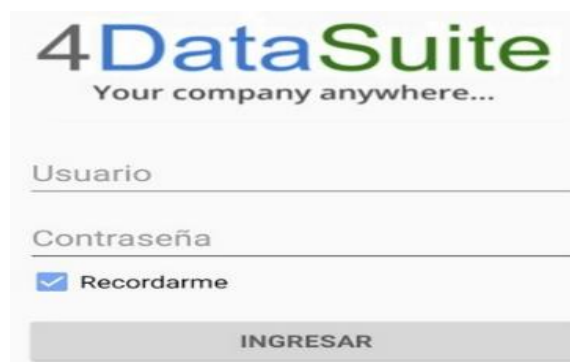 4DataSuite
Your company anywhere...
Usuario
Contraseña
Recordarme
INGRESAR